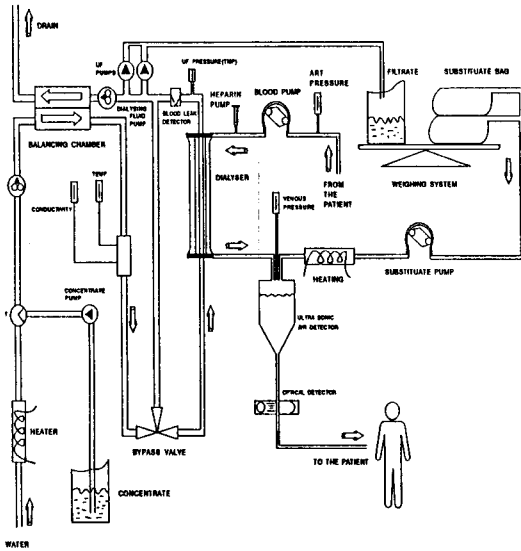 DRAIN
UF
PUMPS
UF PRESSURE(TMP)
ART
PRESSURE
FILTRATE
SUBSTITUATE BAG
HEPARIN
PUMP
BLOOD PUMP
DIALYSING
FLUID
PUMP
BLOOD LEAK
DETECTOR
BALANCING CHAMBER
DIALYSER
FROM
THE
PATIENT
WEIGHING SYSTEM
TEMP
CONDUCTIVITY
VENOUS
PRESSURE
HEATING
SUBSTITUATE PUMP
CONCENTRATE
PUMP
ULTRA SONIC
AIR DETECTOR
OPTICAL DETECTOR
HEATER
BYPASS VALVE
TO THE PATIENT
CONCENTRATE
WATER